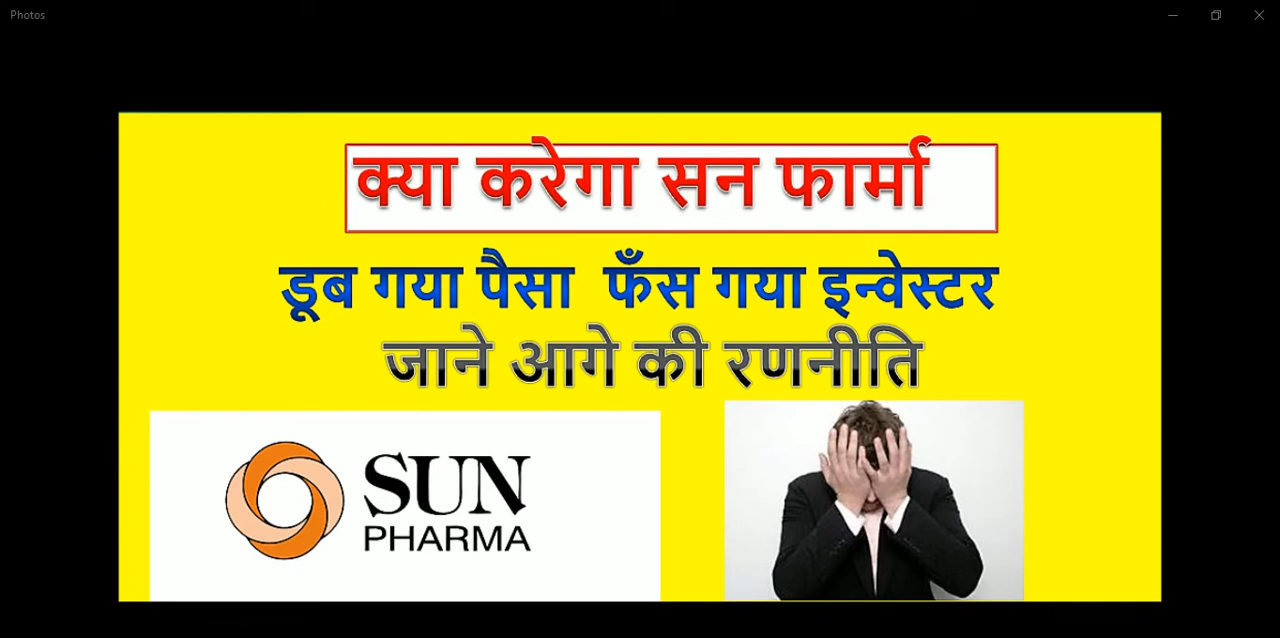 Photos
क्या करेगा सन फार्मा
डूब गया पैसा फँस गया इन्वेस्टर
जाने आगे की रणनीति
SUN
PHARMA